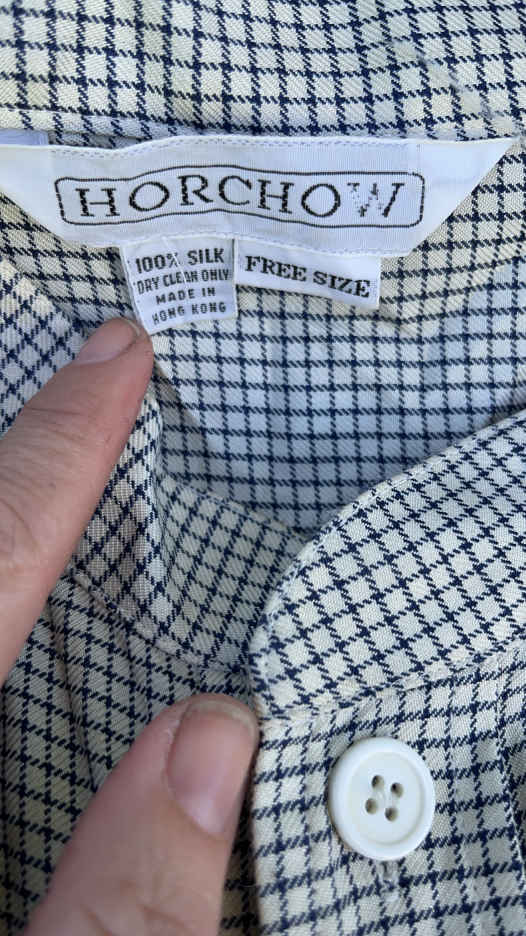 HORCHOW
100% SILK
DRY CLEAN ONLY
MADE IN
HONG KONG
FREE SIZE